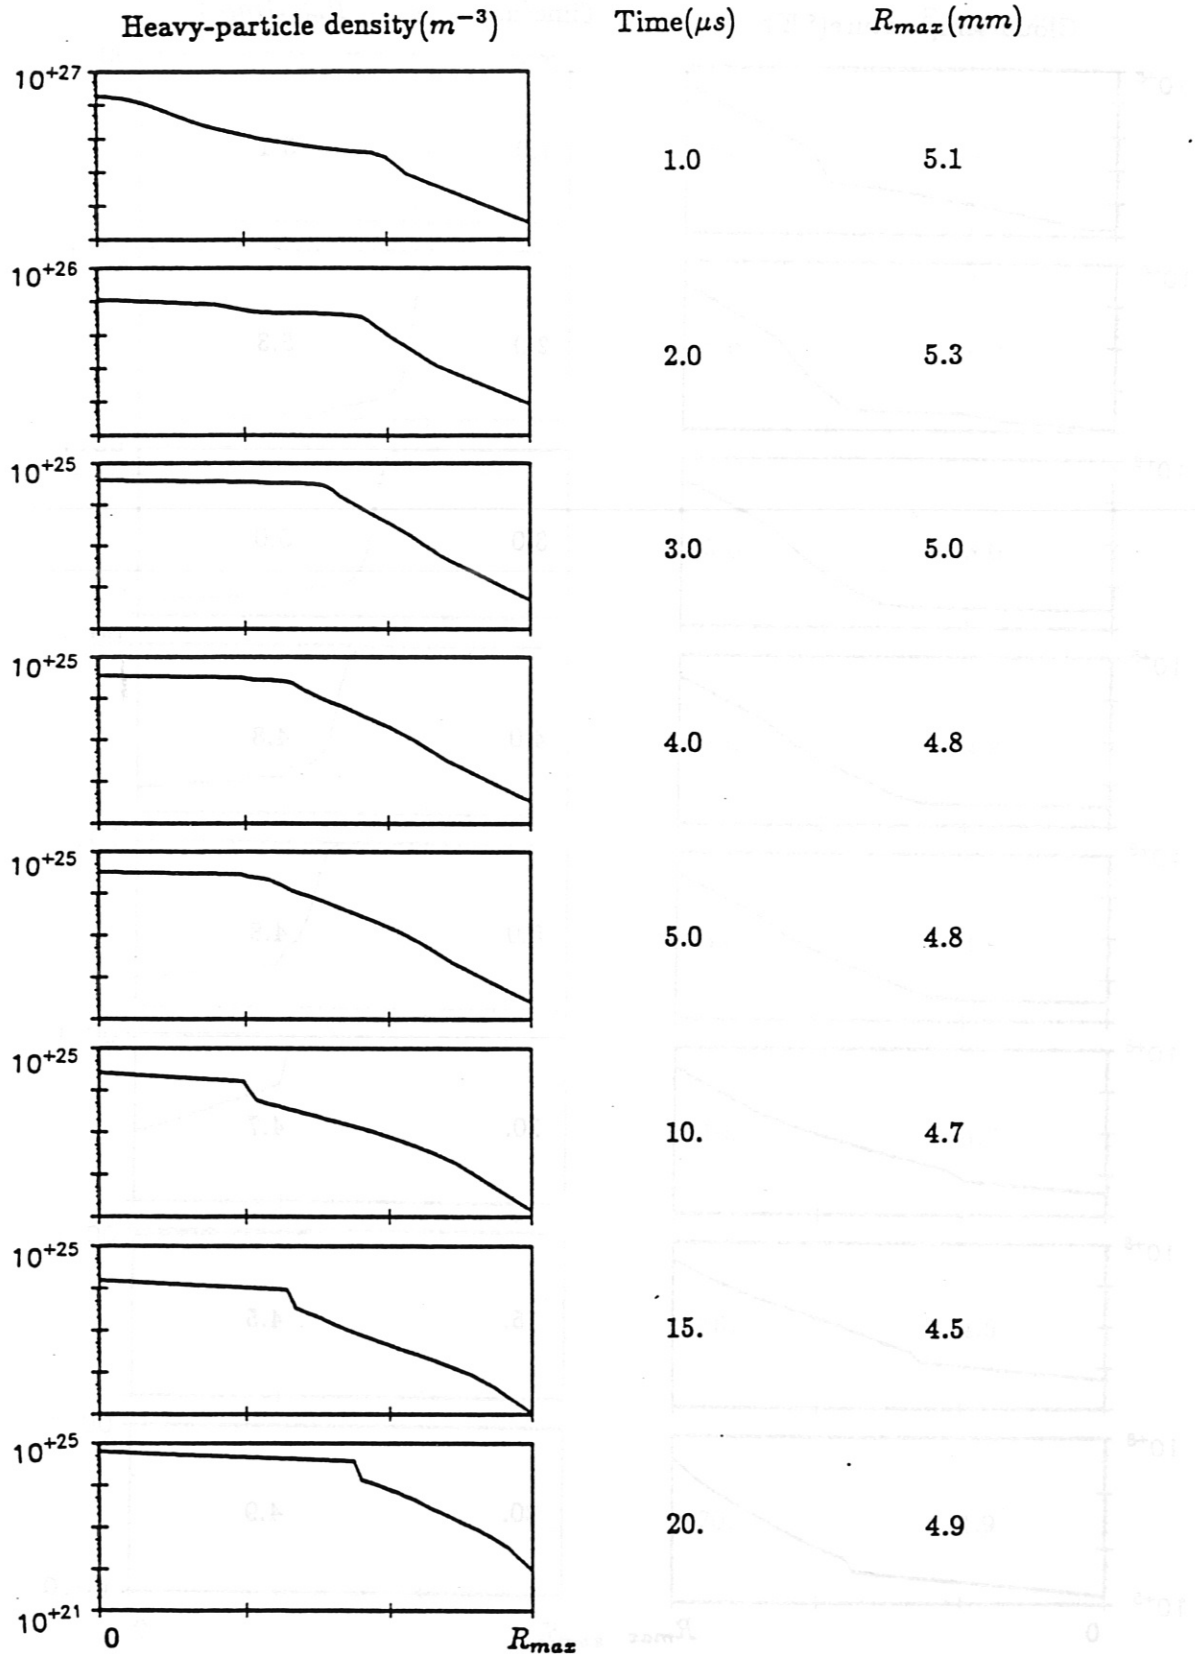 Heavy-particle density(m⁻³) Time(μs) R_max(mm)
10⁺²⁷ 1.0 5.1
10⁺²⁶ 2.0 5.3
10⁺²⁵ 3.0 5.0
10⁺²⁵ 4.0 4.8
10⁺²⁵ 5.0 4.8
10⁺²⁵ 10. 4.7
10⁺²⁵ 15. 4.5
10⁺²⁵ 20. 4.9
10⁺²¹
0 R_max